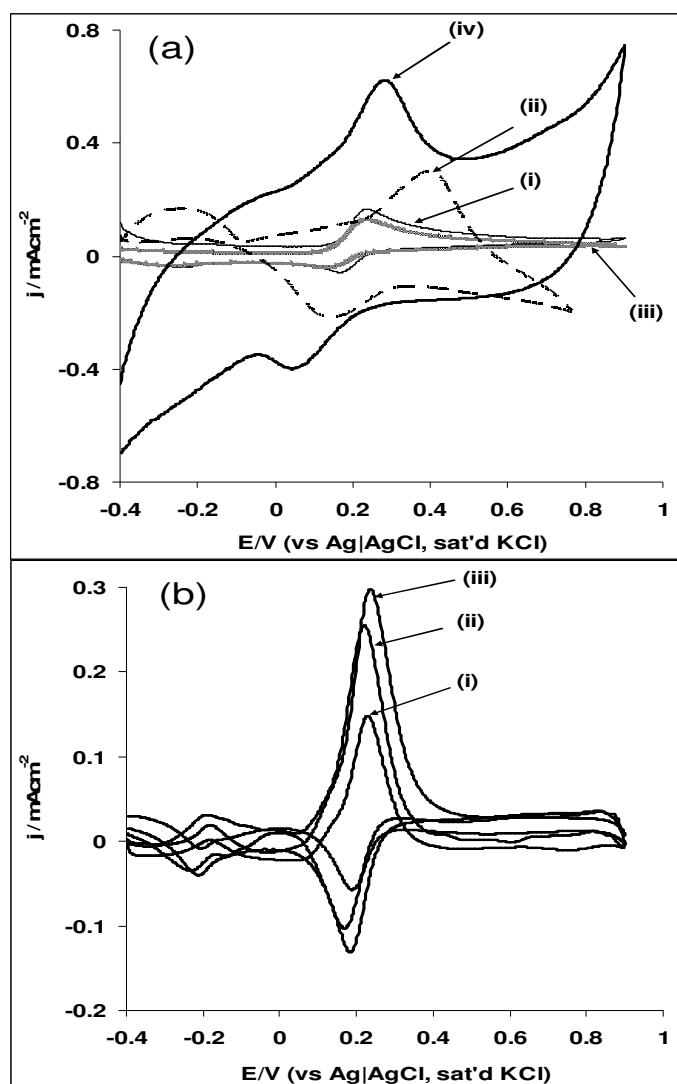 (a)
(iv)
(ii)
(i)
(iii)
0.8
0.4
0
-0.4
-0.8
j / mAcm-2
-0.4 -0.2 0 0.2 0.4 0.6 0.8 1
E/V (vs Ag|AgCl, sat'd KCl)
(b)
(iii)
(ii)
(i)
0.3
0.2
0.1
0
-0.1
-0.2
j / mAcm-2
-0.4 -0.2 0 0.2 0.4 0.6 0.8 1
E/V (vs Ag|AgCl, sat'd KCl)